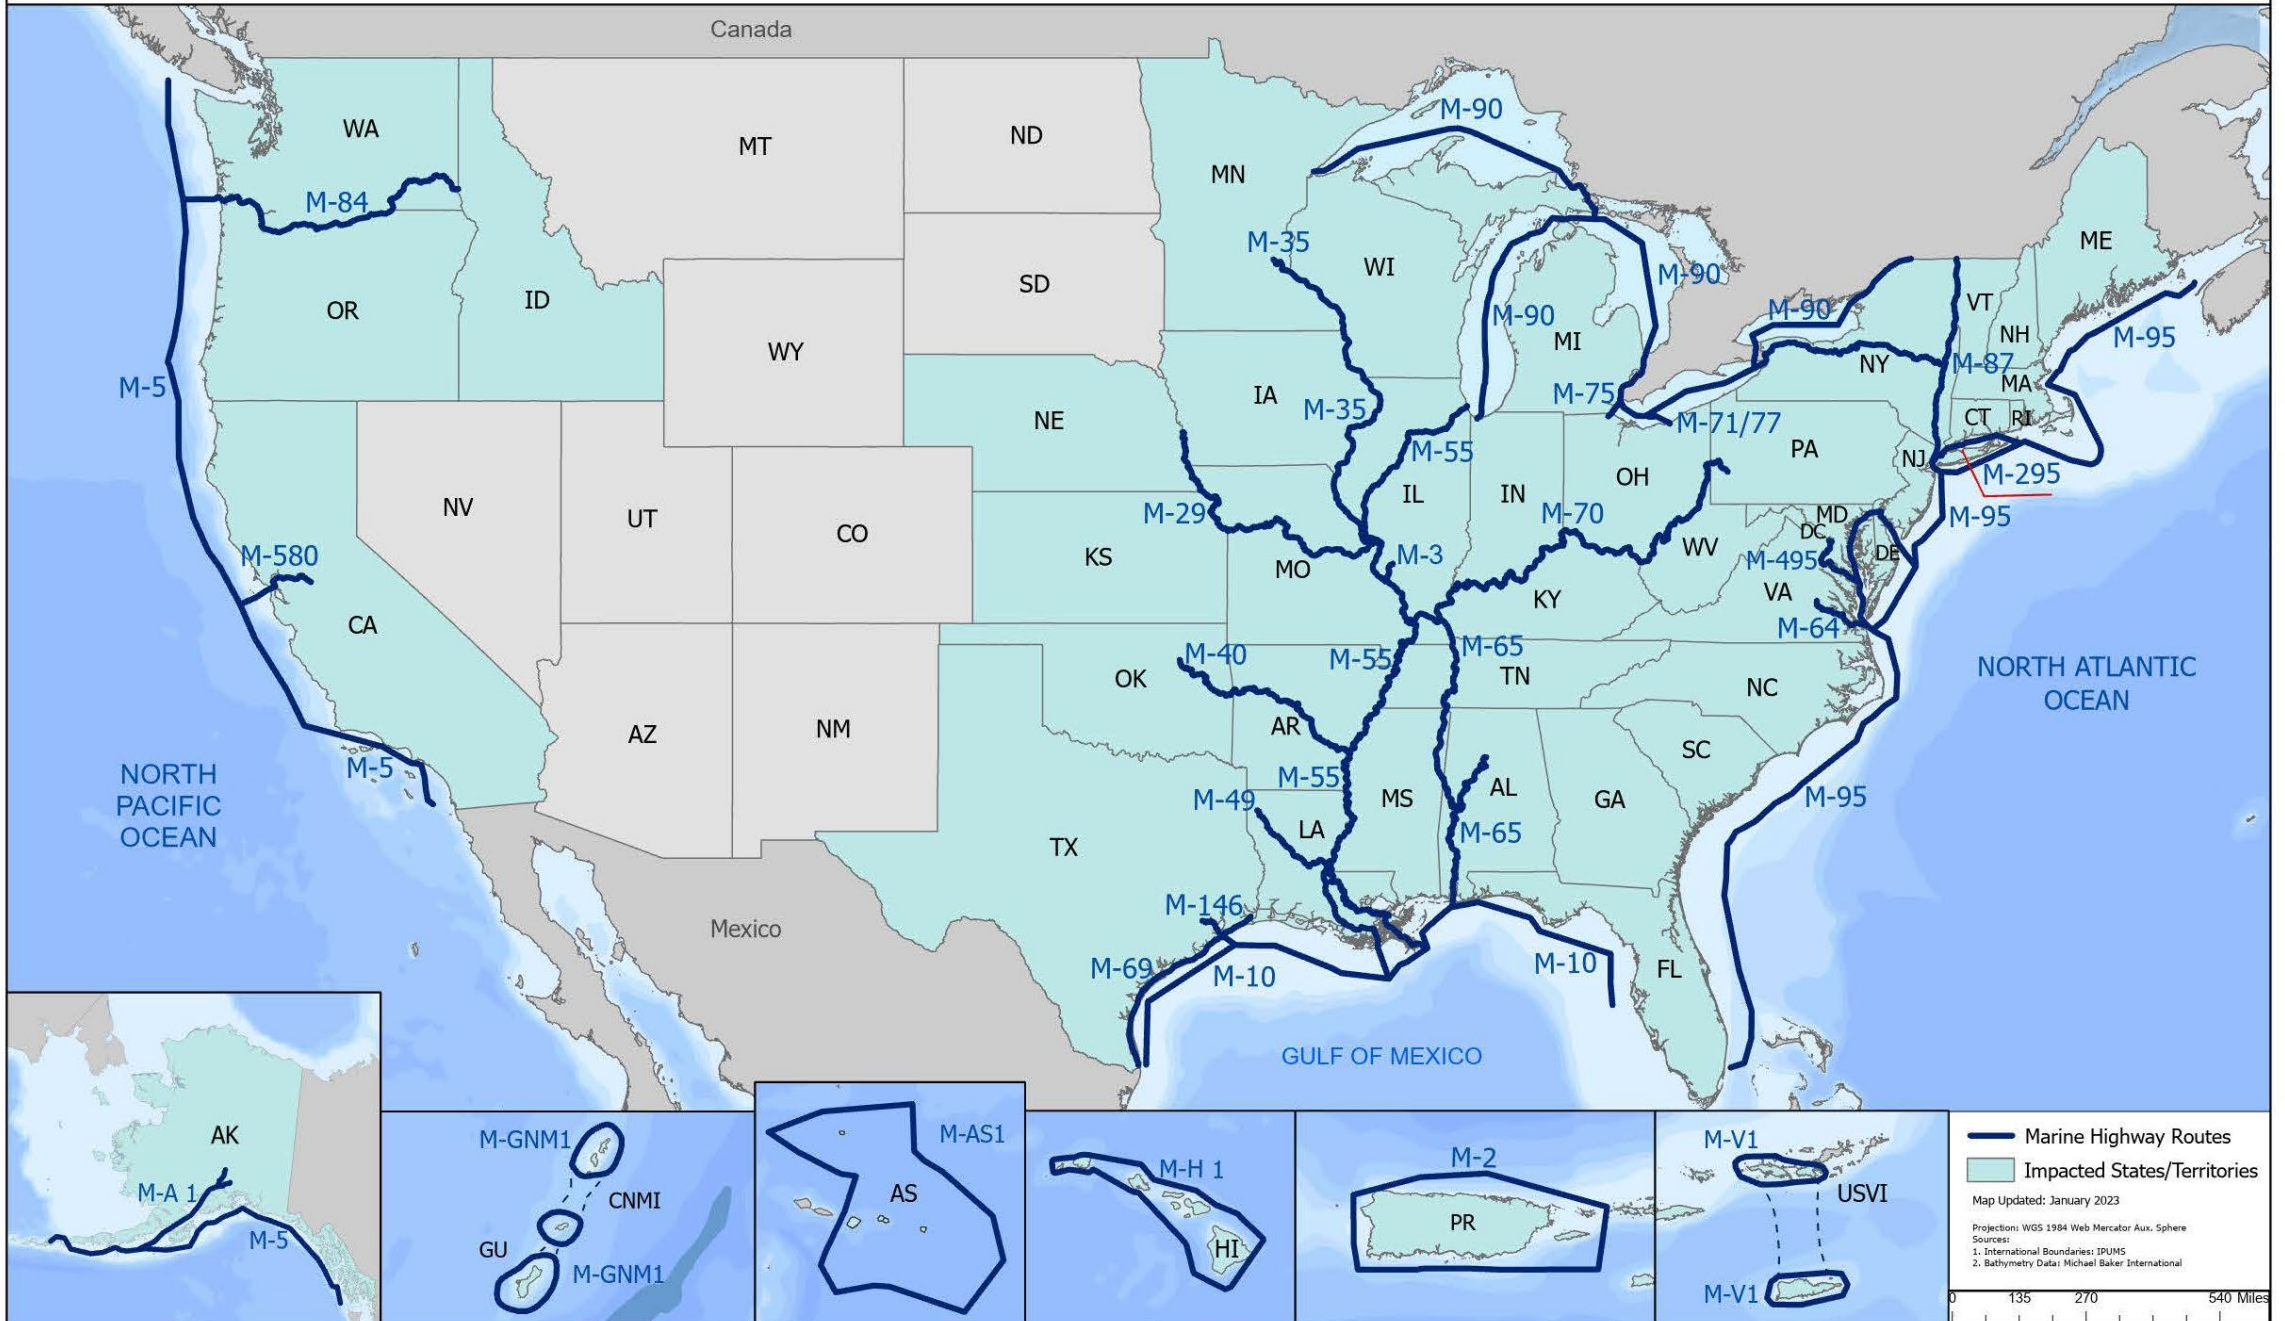 Canada
M-90
WA
MT
ND
MN
M-84
M-35
ME
WI
M-90
SD
ID
OR
M-90
M-90
VT
NH
M-95
MI
WY
NY
M-87
MA
M-5
IA
M-75
M-35
NE
M-71/77
CT
RI
PA
M-55
NJ
M-295
OH
IL
IN
NV
UT
CO
M-29
M-70
MD
M-95
DC
WV
M-580
KS
M-3
DE
M-495
MO
VA
KY
CA
M-64
M-65
M-40
M-55
OK
TN
NC
NORTH ATLANTIC
OCEAN
AZ
NM
AR
SC
M-5
NORTH
PACIFIC
OCEAN
M-55
AL
M-49
MS
GA
M-95
LA
M-65
TX
M-146
Mexico
M-69
M-10
M-10
FL
GULF OF MEXICO
AK
M-A 1
M-5
M-GNM1
CNMI
GU
M-GNM1
M-AS1
AS
M-H 1
HI
M-2
PR
M-V1
USVI
M-V1
Marine Highway Routes
Impacted States/Territories
Map Updated: January 2023
Projection: WGS 1984 Web Mercator Aux. Sphere
Sources:
1. International Boundaries: IPUMS
2. Bathymetry Data: Michael Baker International
0 135 270 540 Miles